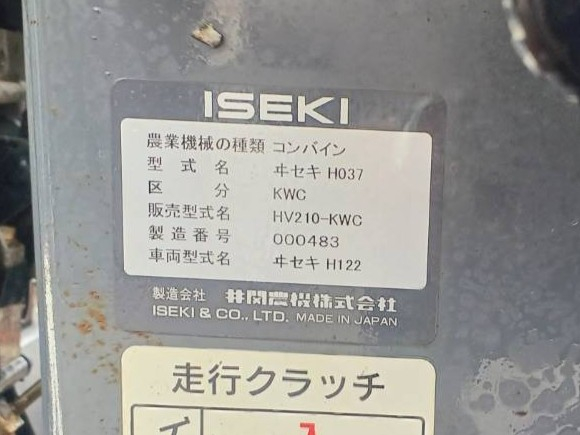 ISEKI
農業機械の種類 コンバイン
型式名 ヰセキ H037
区分 KWC
販売型式名 HV210-KWC
製造番号 000483
車両型式名 ヰセキ H122
製造会社 井関農機株式会社
ISEKI & CO., LTD. MADE IN JAPAN
走行クラッチ
入